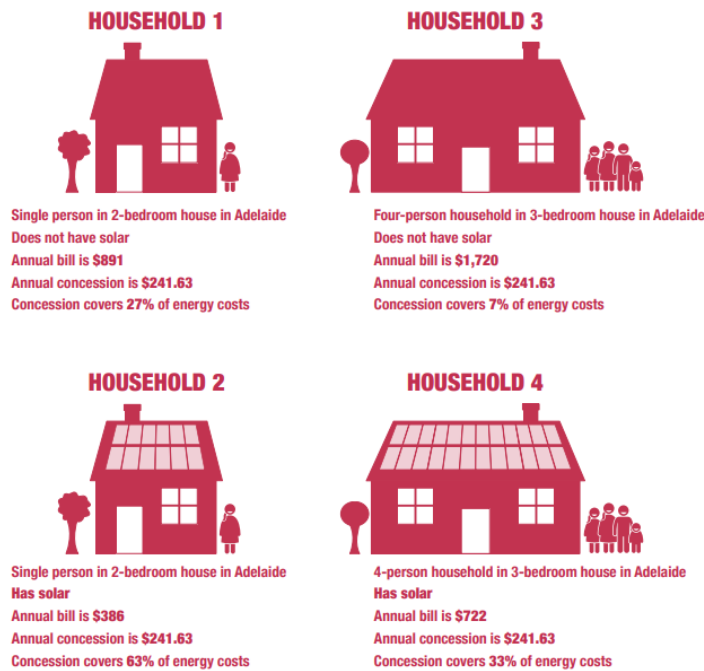 HOUSEHOLD 1
Single person in 2-bedroom house in Adelaide
Does not have solar
Annual bill is $891
Annual concession is $241.63
Concession covers 27% of energy costs
HOUSEHOLD 3
Four-person household in 3-bedroom house in Adelaide
Does not have solar
Annual bill is $1,720
Annual concession is $241.63
Concession covers 7% of energy costs
HOUSEHOLD 2
Single person in 2-bedroom house in Adelaide
Has solar
Annual bill is $386
Annual concession is $241.63
Concession covers 63% of energy costs
HOUSEHOLD 4
4-person household in 3-bedroom house in Adelaide
Has solar
Annual bill is $722
Annual concession is $241.63
Concession covers 33% of energy costs